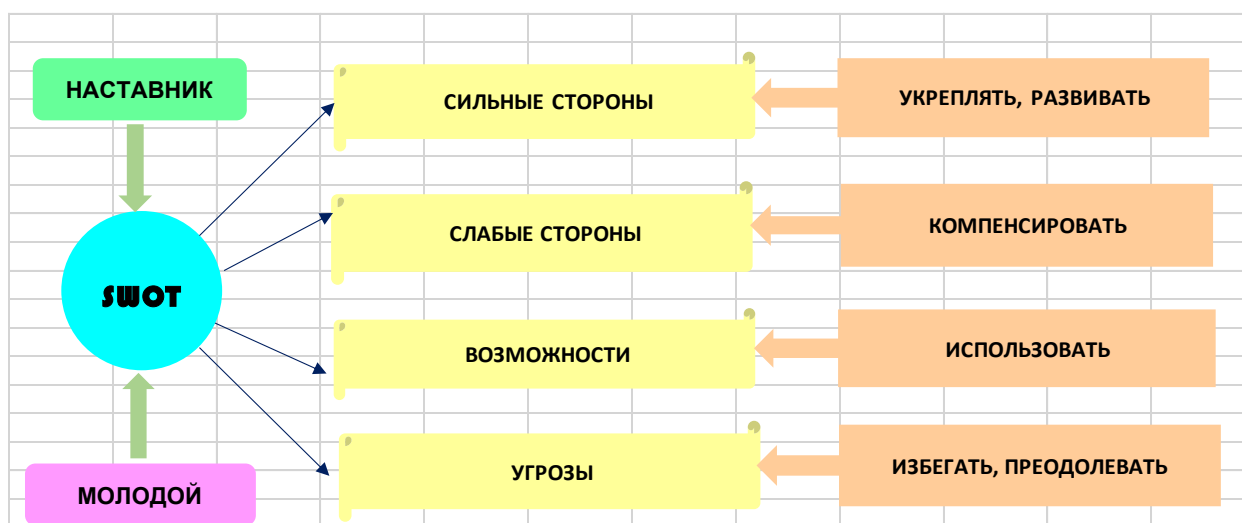 НАСТАВНИК
СИЛЬНЫЕ СТОРОНЫ
УКРЕПЛЯТЬ, РАЗВИВАТЬ
СЛАБЫЕ СТОРОНЫ
КОМПЕНСИРОВАТЬ
SWOT
ВОЗМОЖНОСТИ
ИСПОЛЬЗОВАТЬ
УГРОЗЫ
ИЗБЕГАТЬ, ПРЕОДОЛЕВАТЬ
МОЛОДОЙ